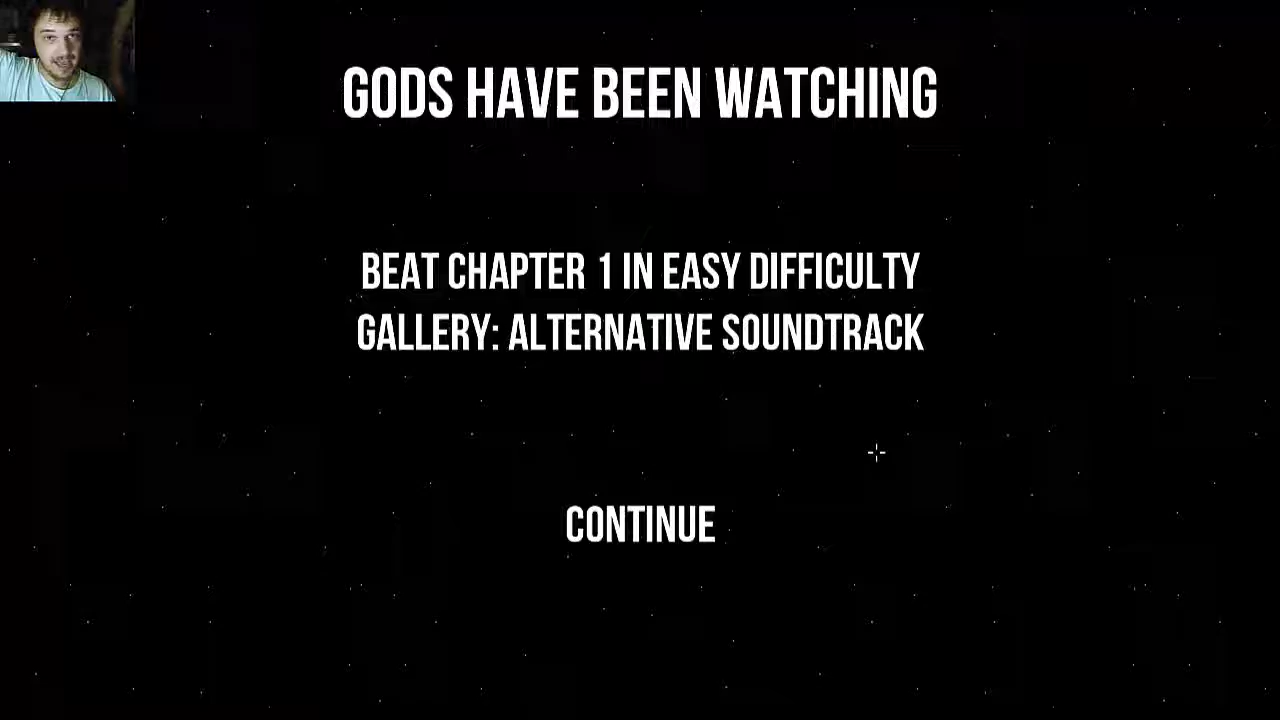 GODS HAVE BEEN WATCHING
BEAT CHAPTER 1 IN EASY DIFFICULTY
GALLERY: ALTERNATIVE SOUNDTRACK
CONTINUE